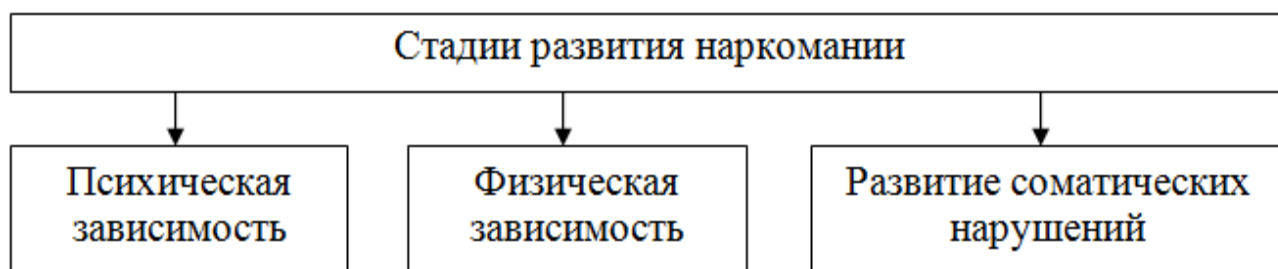 Стадии развития наркомании
Психическая
зависимость
Физическая
зависимость
Развитие соматических
нарушений